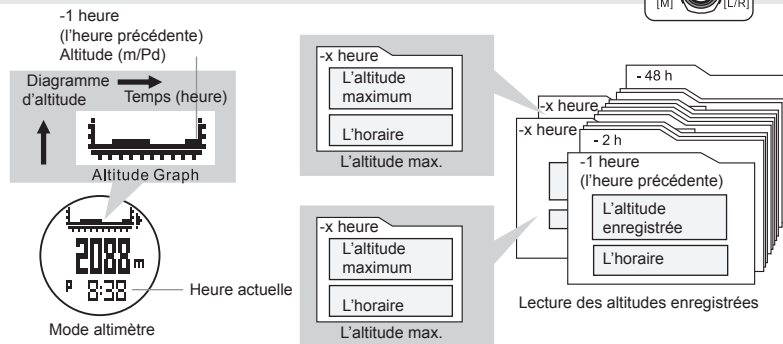 -1 heure
(l'heure précédente)
Altitude (m/Pd)
Diagramme
d'altitude
Temps (heure)
Altitude Graph
2088 m
P 8:38
Heure actuelle
Mode altimètre
-x heure
L'altitude
maximum
L'horaire
L'altitude max.
-x heure
L'altitude
maximum
L'horaire
L'altitude max.
[M]
[L/R]
- 48 h
-x heure
-x heure
- 2 h
-1 heure
(l'heure précédente)
L'altitude
enregistrée
L'horaire
Lecture des altitudes enregistrées